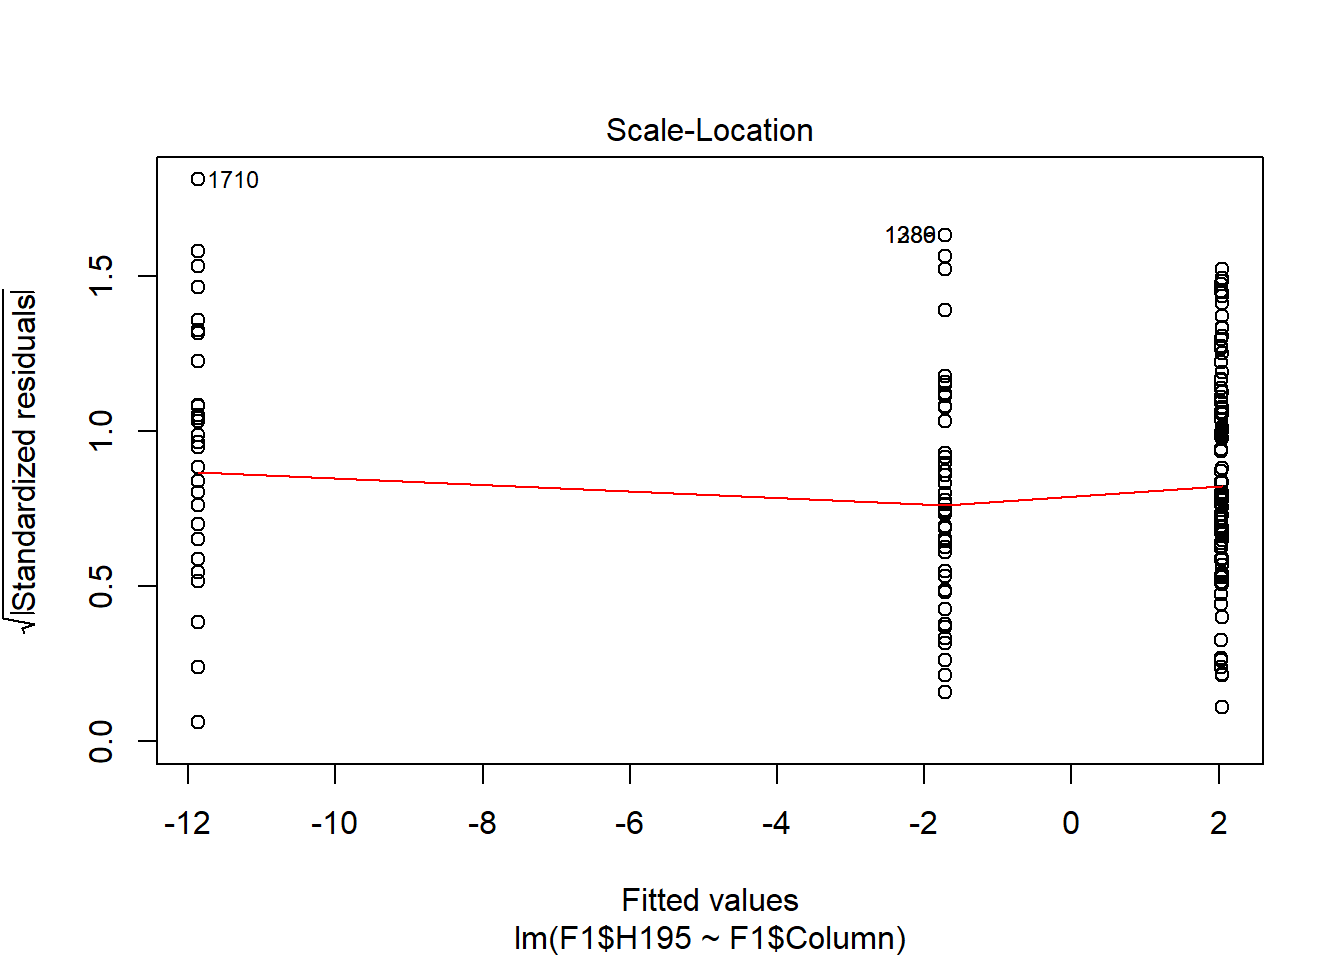 Scale-Location
1710
√|Standardized residuals|
1.5
1.0
0.5
0.0
-12 -10 -8 -6 -4 -2 0 2
Fitted values
lm(F1$H195 ~ F1$Column)